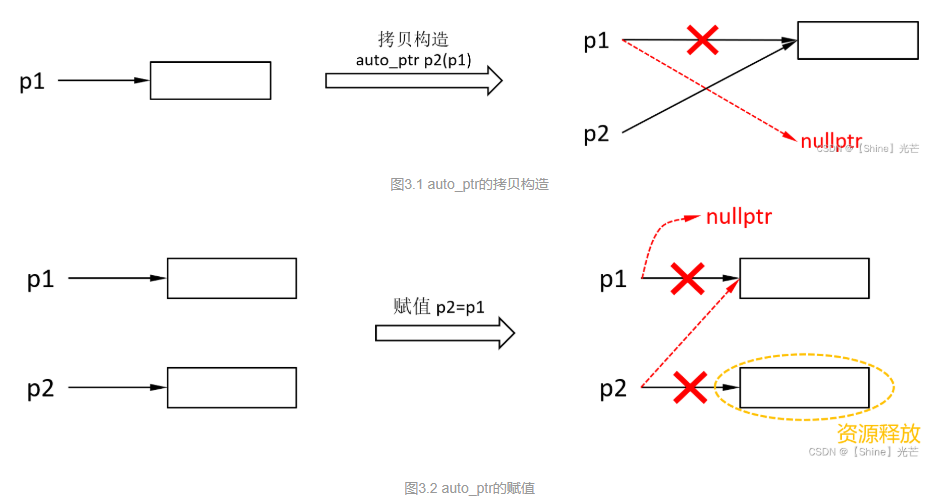 拷贝构造
auto_ptr p2(p1)
p1
p1
p2
nullptr
CSDN @【Shine】光芒
图3.1 auto_ptr的拷贝构造
nullptr
p1
p1
赋值 p2=p1
p2
p2
资源释放
CSDN @【Shine】光芒
图3.2 auto_ptr的赋值